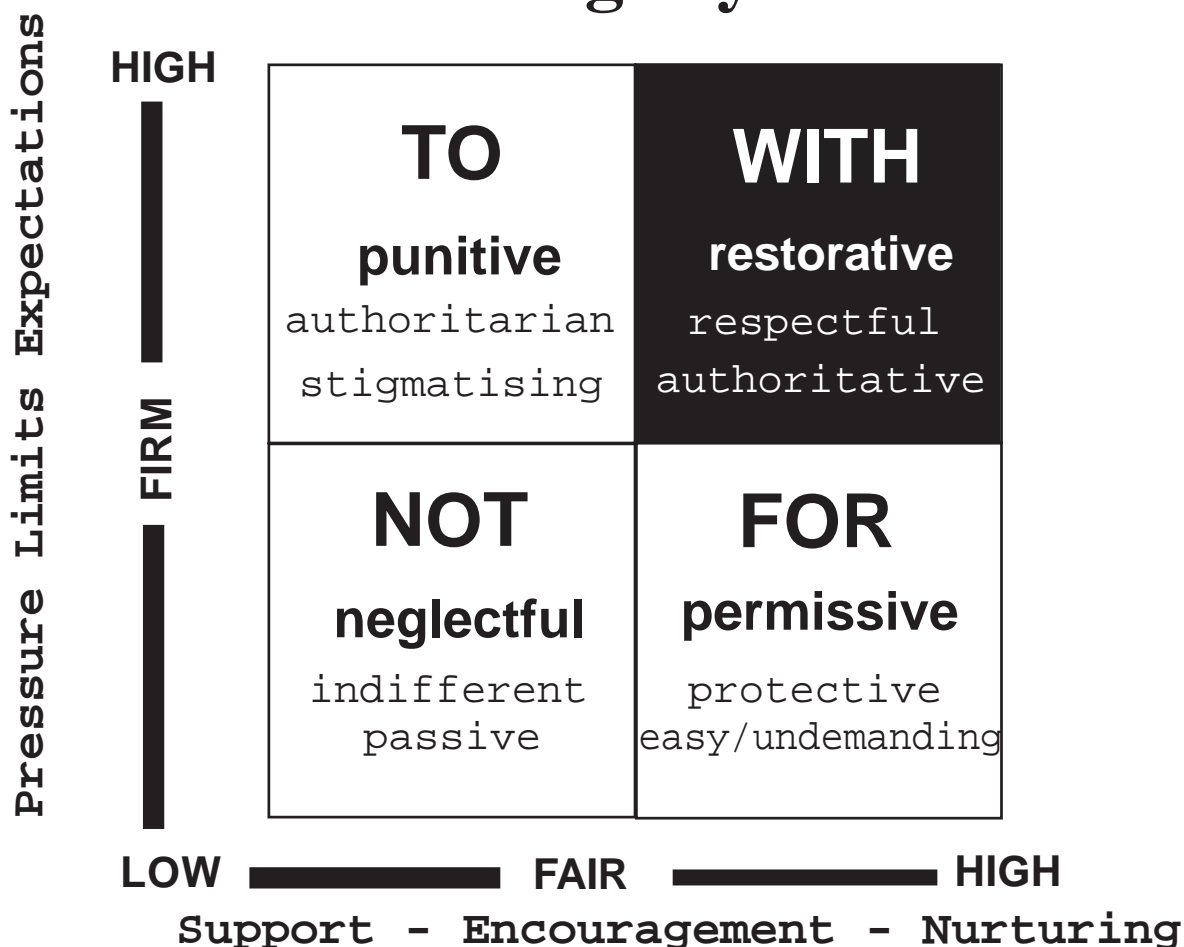 Pressure Limits Expectations
HIGH
FIRM
LOW
TO
punitive
authoritarian
stigmatising
WITH
restorative
respectful
authoritative
NOT
neglectful
indifferent
passive
FOR
permissive
protective
easy/undemanding
FAIR
HIGH
Support - Encouragement - Nurturing